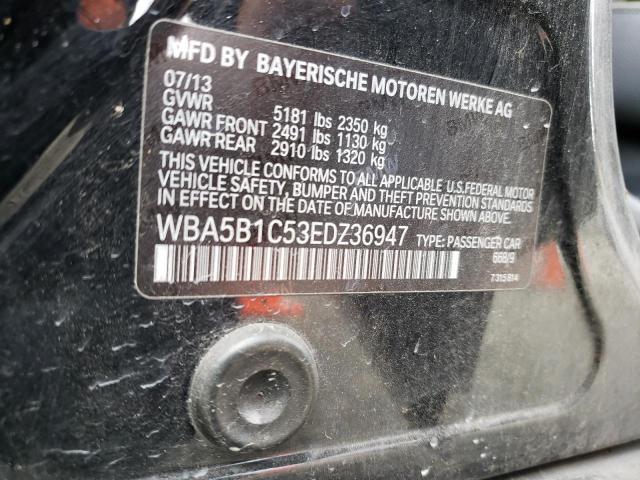 MFD BY BAYERISCHE MOTOREN WERKE AG
07/13
GVWR 5181 lbs 2350 kg
GAWR FRONT 2491 lbs 1130 kg
GAWR REAR 2910 lbs 1320 kg
THIS VEHICLE CONFORMS TO ALL APPLICABLE U.S.FEDERAL MOTOR
VEHICLE SAFETY, BUMPER AND THEFT PREVENTION STANDARDS
IN EFFECT ON THE DATE OF MANUFACTURE SHOWN ABOVE.
WBA5B1C53EDZ36947 TYPE: PASSENGER CAR
668/9
7315814